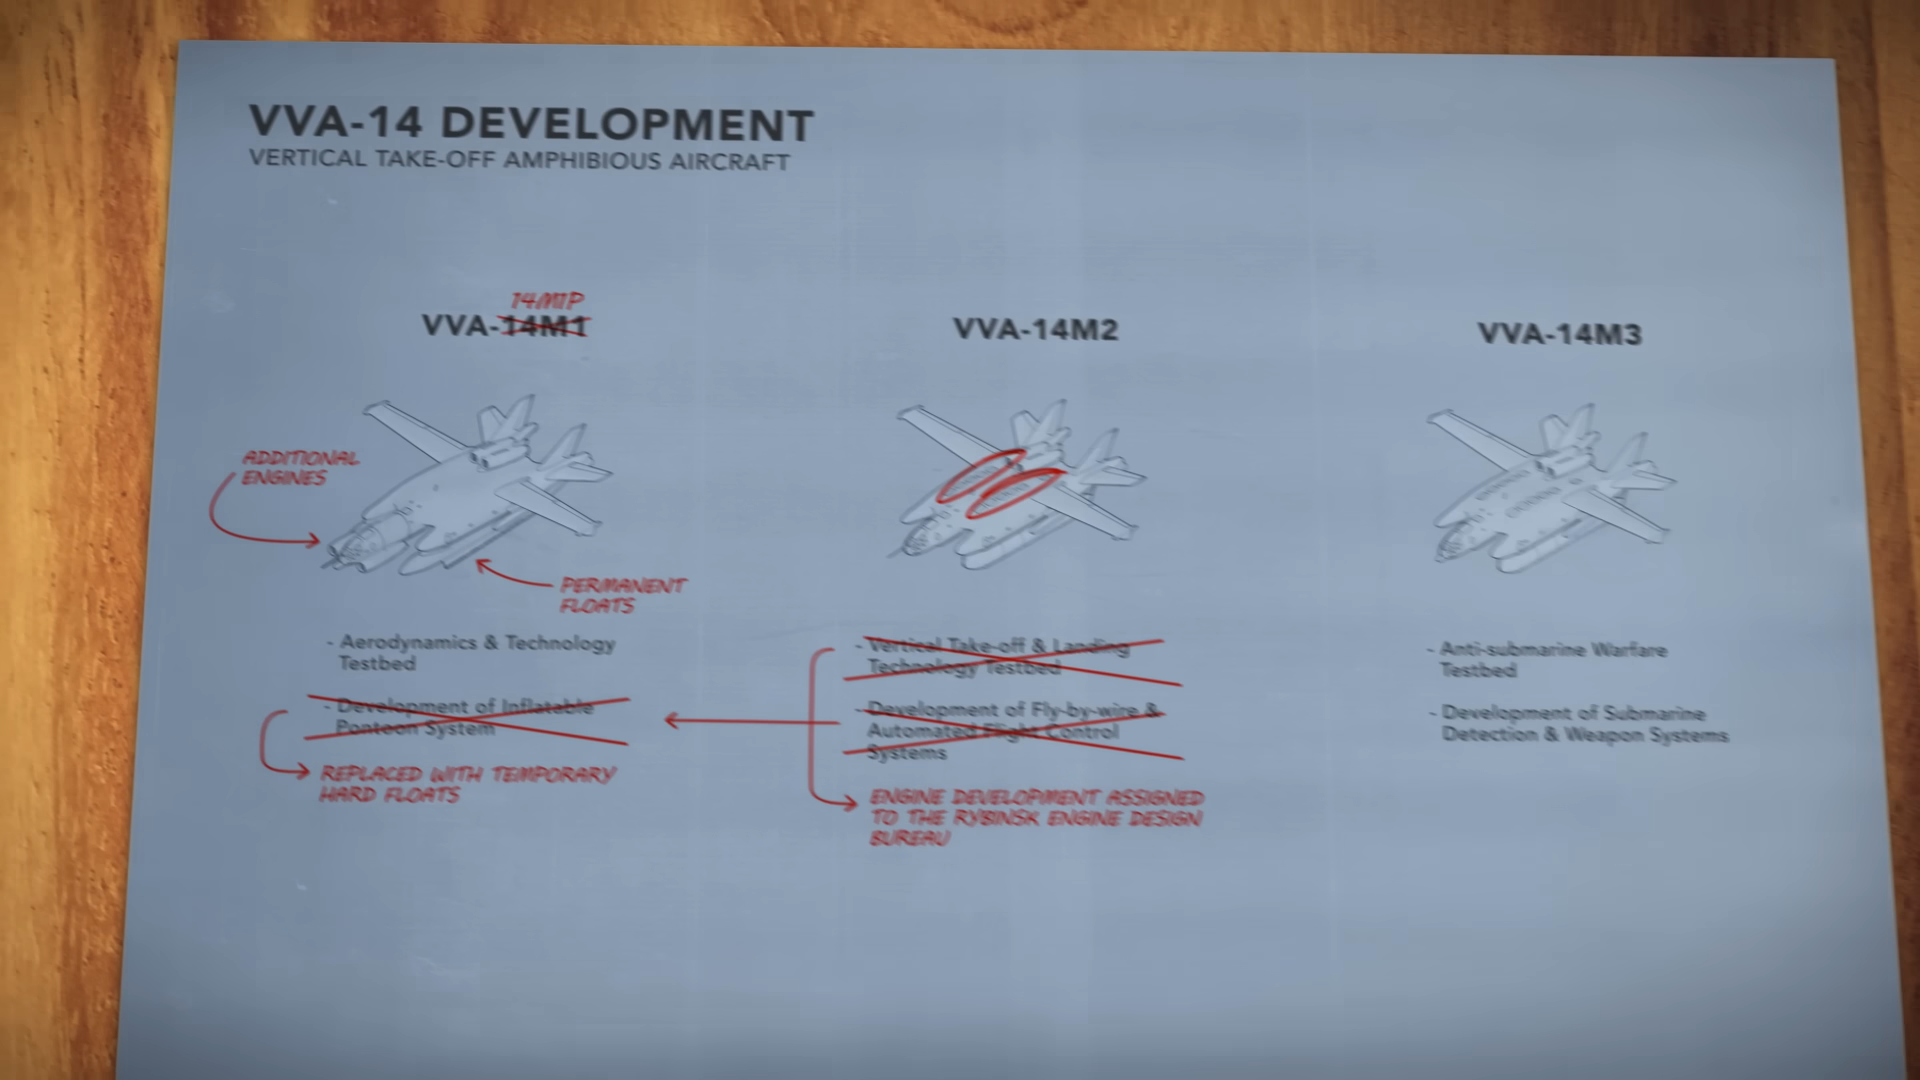 VVA-14 DEVELOPMENT
VERTICAL TAKE-OFF AMPHIBIOUS AIRCRAFT
14M1P
VVA-14M1
ADDITIONAL
ENGINES
PERMANENT
FLOATS
- Aerodynamics & Technology
Testbed
- Development of Inflatable
Pontoon System
REPLACED WITH TEMPORARY
HARD FLOATS
VVA-14M2
- Vertical Take-off & Landing
Technology Testbed
- Development of Fly-by-wire &
Automated Flight Control
Systems
ENGINE DEVELOPMENT ASSIGNED
TO THE RYBINSK ENGINE DESIGN
BUREAU
VVA-14M3
- Anti-submarine Warfare
Testbed
- Development of Submarine
Detection & Weapon Systems